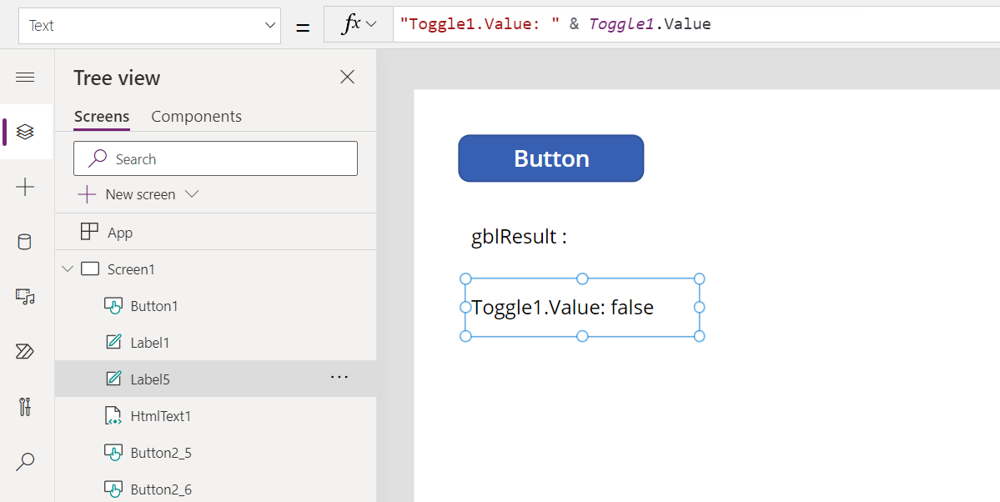 Text = fx "Toggle1.Value: " & Toggle1.Value
Tree view
Screens Components
Search
New screen
App
Screen1
Button1
Label1
Label5 ...
HtmlText1
Button2_5
Button2_6
Button
gblResult :
Toggle1.Value: false